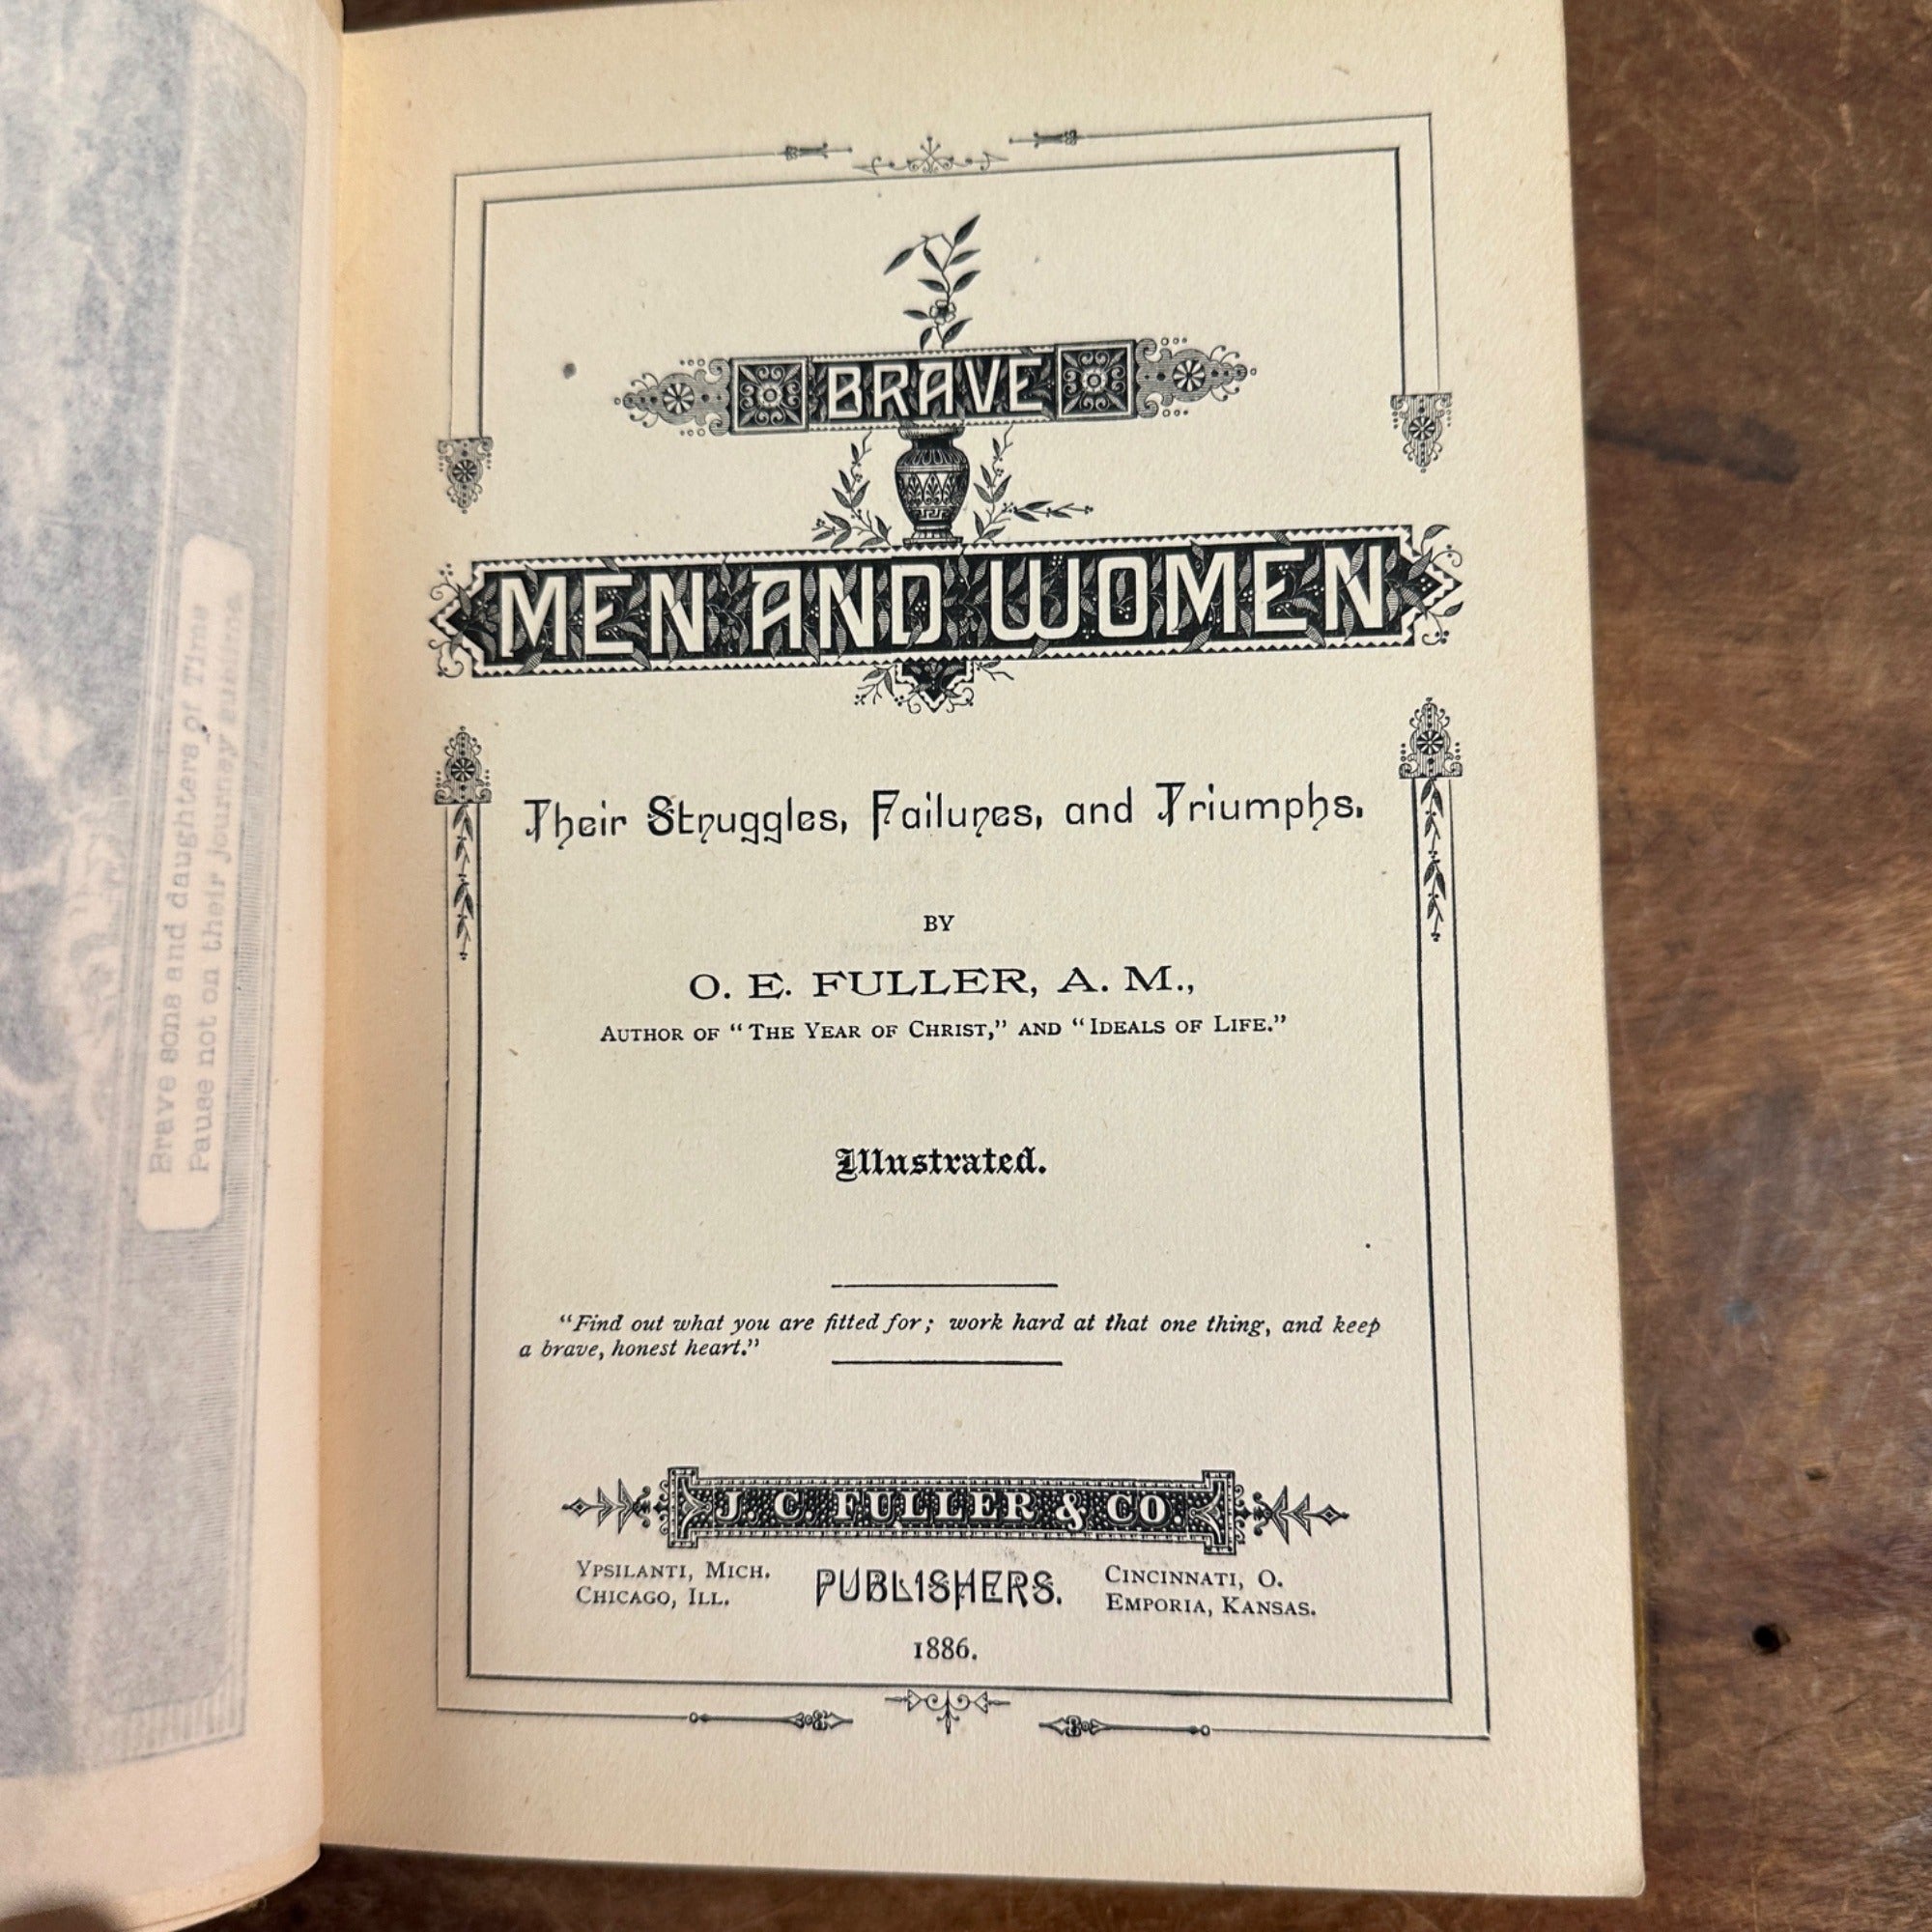 Brave sons and daughters of Time
Pause not on their journey
BRAVE
MEN AND WOMEN
Their Struggles, Failures, and Triumphs.
BY
O. E. FULLER, A. M.,
AUTHOR OF "THE YEAR OF CHRIST," AND "IDEALS OF LIFE."
Illustrated.
"Find out what you are fitted for; work hard at that one thing, and keep
a brave, honest heart."
J. C. FULLER & CO.
YPSILANTI, MICH.
CHICAGO, ILL.
PUBLISHERS.
CINCINNATI, O.
EMPORIA, KANSAS.
1886.